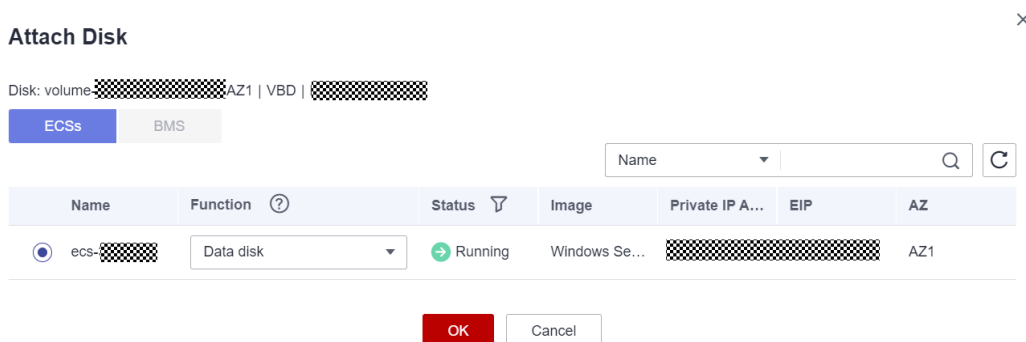 Attach Disk
Disk: volume- AZ1 | VBD |
ECSs BMS
Name
Name Function ? Status Image Private IP A... EIP AZ
ecs- Data disk Running Windows Se... AZ1
OK Cancel